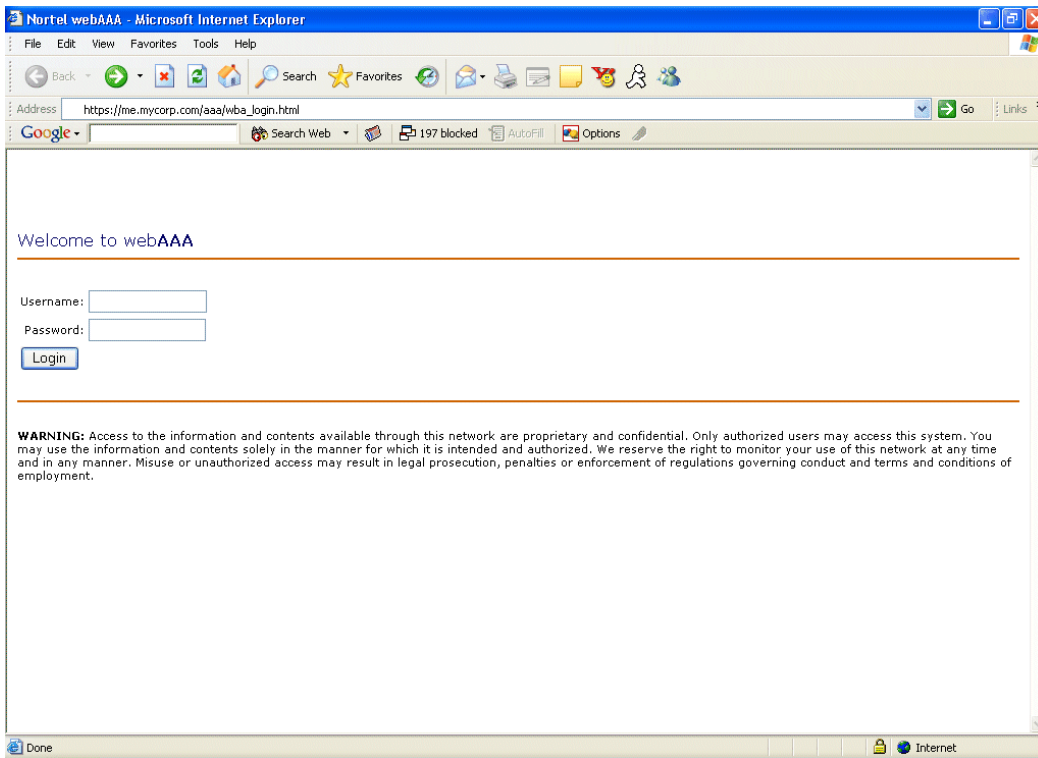 Nortel webAAA - Microsoft Internet Explorer
File Edit View Favorites Tools Help
Back Search Favorites
Address https://me.mycorp.com/aaa/wba_login.html Go Links
Google Search Web 197 blocked AutoFill Options
Welcome to webAAA
Username:
Password:
Login
WARNING: Access to the information and contents available through this network are proprietary and confidential. Only authorized users may access this system. You
may use the information and contents solely in the manner for which it is intended and authorized. We reserve the right to monitor your use of this network at any time
and in any manner. Misuse or unauthorized access may result in legal prosecution, penalties or enforcement of regulations governing conduct and terms and conditions of
employment.
Done Internet